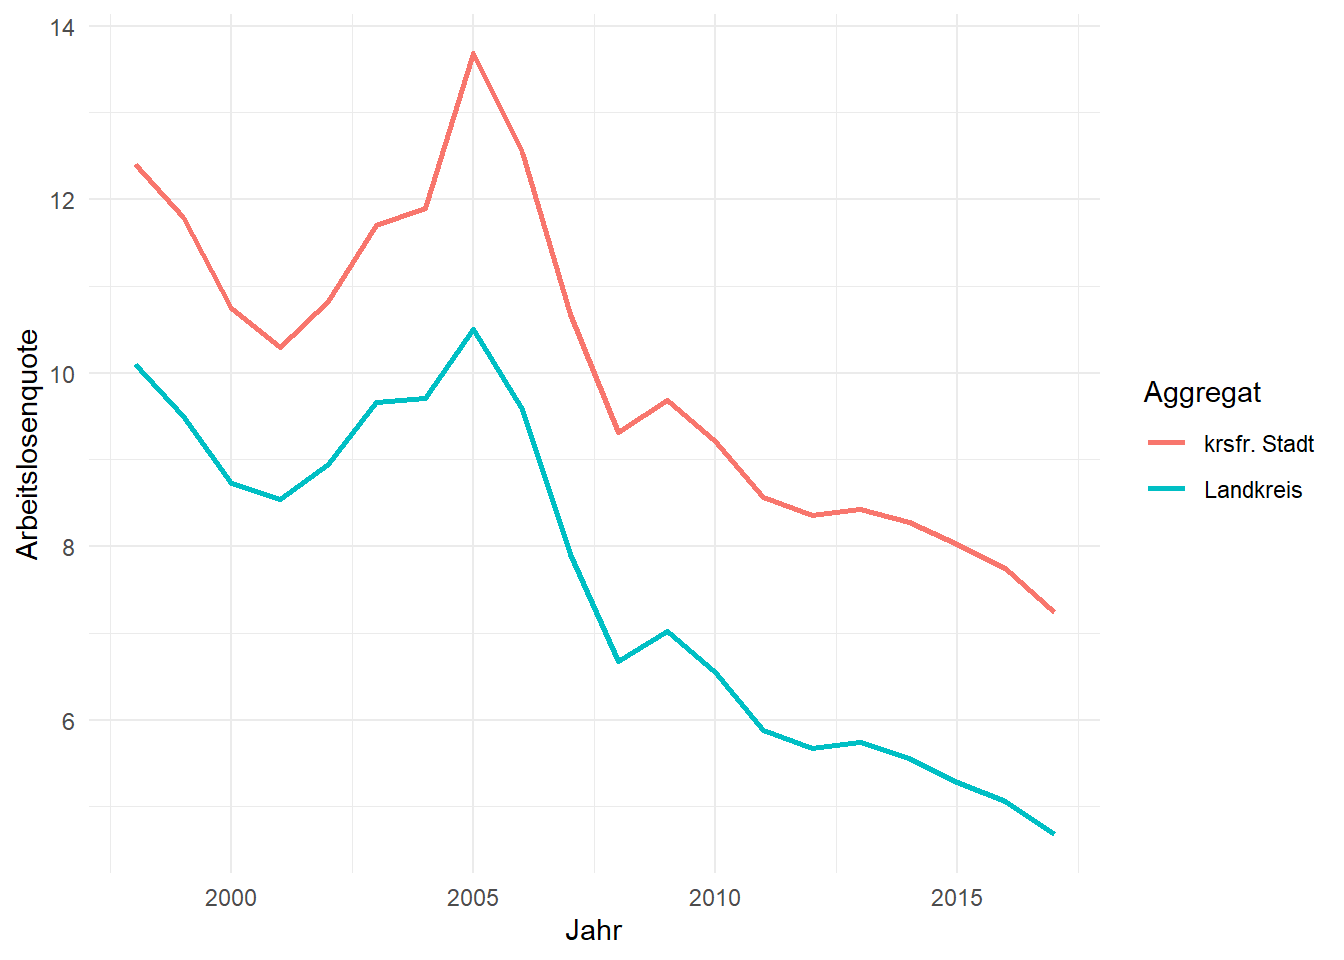 14
12
10
8
6
Arbeitslosenquote
2000 2005 2010 2015
Jahr
Aggregat
krsfr. Stadt
Landkreis